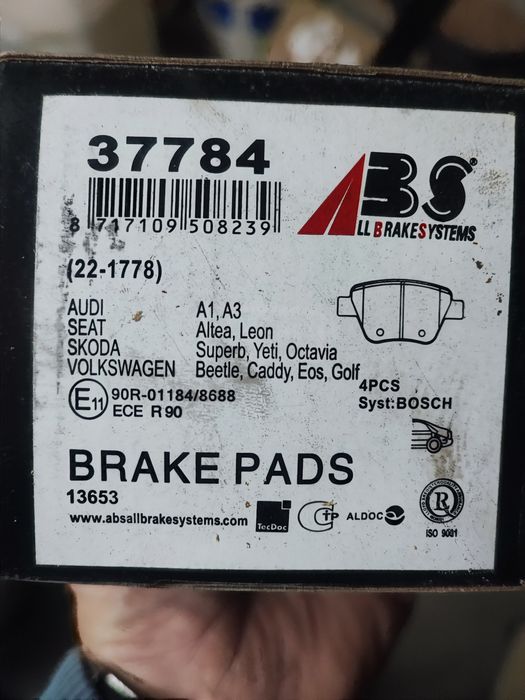 37784
8 717109 508239
ABS
ALL BRAKESYSTEMS
(22-1778)
AUDI A1, A3
SEAT Altea, Leon
SKODA Superb, Yeti, Octavia
VOLKSWAGEN Beetle, Caddy, Eos, Golf
4PCS
Syst:BOSCH
E11 90R-01184/8688
ECE R90
BRAKE PADS
13653
www.absallbrakesystems.com
TecDoc
CTP
ALDOC
R
ISO 9001